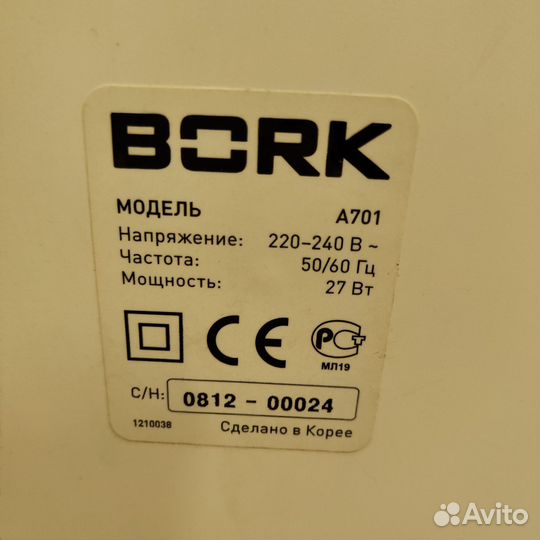 BORK
МОДЕЛЬ A701
Напряжение: 220–240 В ~
Частота: 50/60 Гц
Мощность: 27 Вт
CE РСТ
МЛ19
С/Н: 0812 – 00024
1210038 Сделано в Корее
Avito